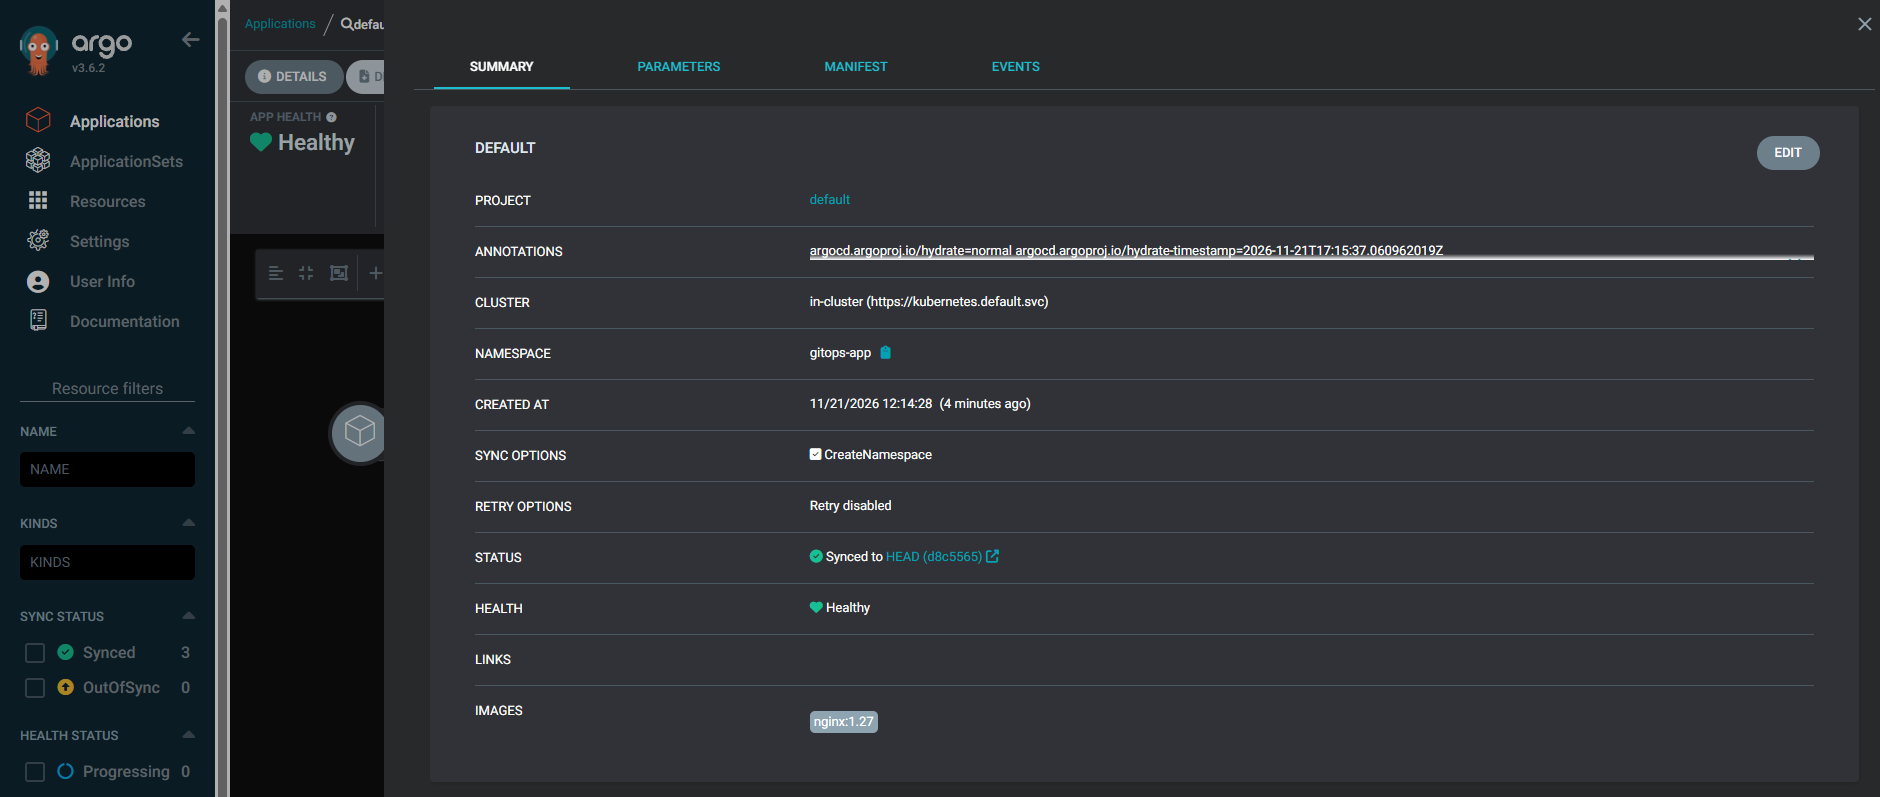 argo
v3.6.2
Applications
ApplicationSets
Resources
Settings
User Info
Documentation
Resource filters
NAME
NAME
KINDS
KINDS
SYNC STATUS
Synced 3
OutOfSync 0
HEALTH STATUS
Progressing 0
Applications / defau
DETAILS
D
APP HEALTH
Healthy
SUMMARY PARAMETERS MANIFEST EVENTS
DEFAULT
EDIT
PROJECT default
ANNOTATIONS argocd.argoproj.io/hydrate=normal argocd.argoproj.io/hydrate-timestamp=2026-11-21T17:15:37.060962019Z
CLUSTER in-cluster (https://kubernetes.default.svc)
NAMESPACE gitops-app
CREATED AT 11/21/2026 12:14:28 (4 minutes ago)
SYNC OPTIONS CreateNamespace
RETRY OPTIONS Retry disabled
STATUS Synced to HEAD (d8c5565)
HEALTH Healthy
LINKS
IMAGES nginx:1.27